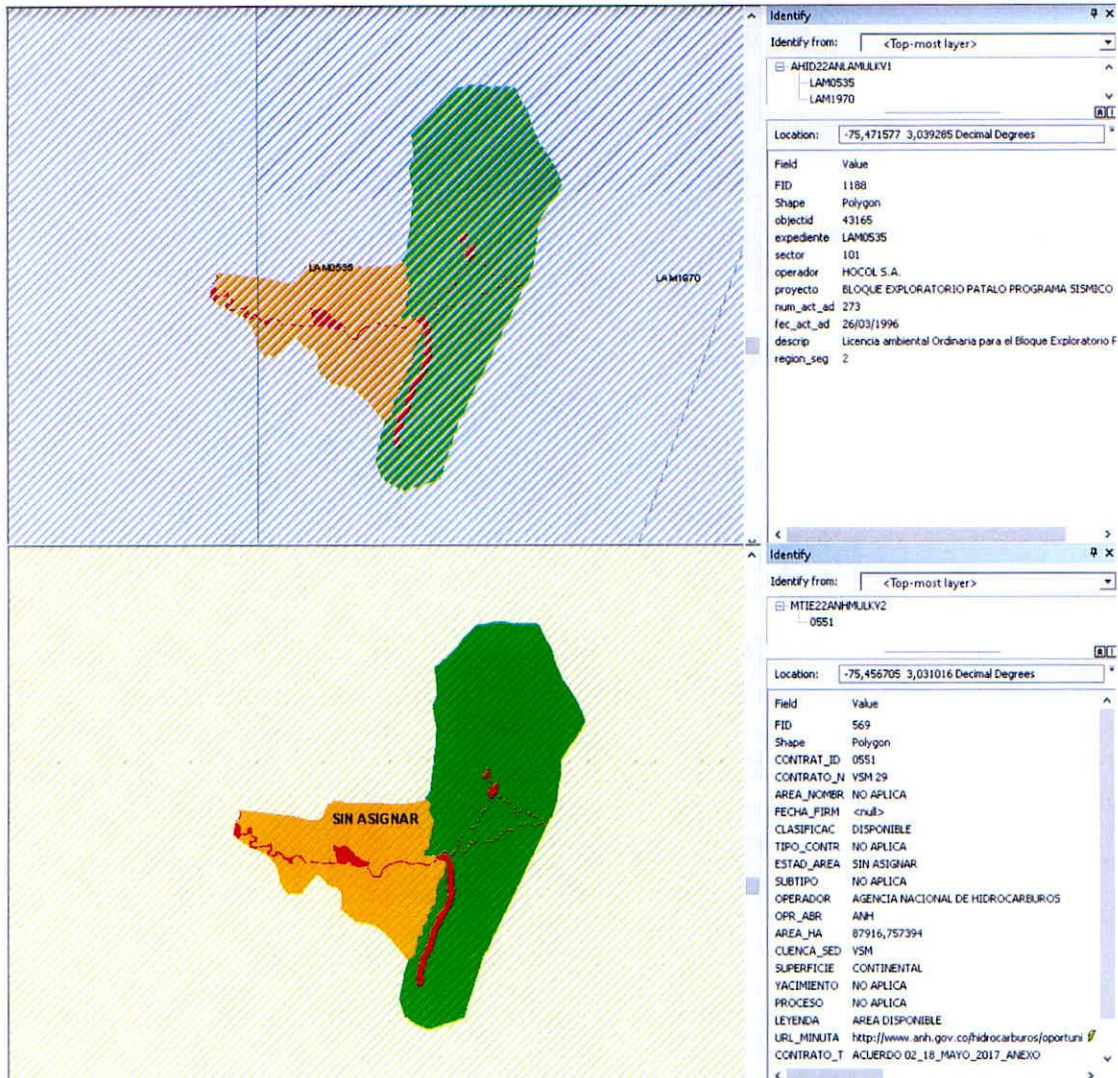 Identify
Identify from: <Top-most layer>
AHID22ANLAMULKV1
LAM0535
LAM1970
Location: -75,471577 3,039285 Decimal Degrees
Field Value
FID 1188
Shape Polygon
objectid 43165
expediente LAM0535
sector 101
operador HOCOL S.A.
proyecto BLOQUE EXPLORATORIO PATALO PROGRAMA SISMICO
num_act_ad 273
fec_act_ad 26/03/1996
descrip Licencia ambiental Ordinaria para el Bloque Exploratorio P
region_seg 2
LAM0535
LAM1970
Identify
Identify from: <Top-most layer>
MTIE22ANHMULKV2
0551
Location: -75,456705 3,031016 Decimal Degrees
Field Value
FID 569
Shape Polygon
CONTRAT_ID 0551
CONTRATO_N VSM 29
AREA_NOMBR NO APLICA
FECHA_FIRM <null>
CLASIFICAC DISPONIBLE
TIPO_CONTR NO APLICA
ESTAD_AREA SIN ASIGNAR
SUBTIPO NO APLICA
OPERADOR AGENCIA NACIONAL DE HIDROCARBUROS
OPR_ABR ANH
AREA_HA 87916,757394
CUENCA_SED VSM
SUPERFICIE CONTINENTAL
YACIMIENTO NO APLICA
PROCESO NO APLICA
LEYENDA AREA DISPONIBLE
URL_MINUTA http://www.anh.gov.co/hidrocarburos/oportuni
CONTRATO_T ACUERDO 02_18_MAYO_2017_ANEXO
SIN ASIGNAR